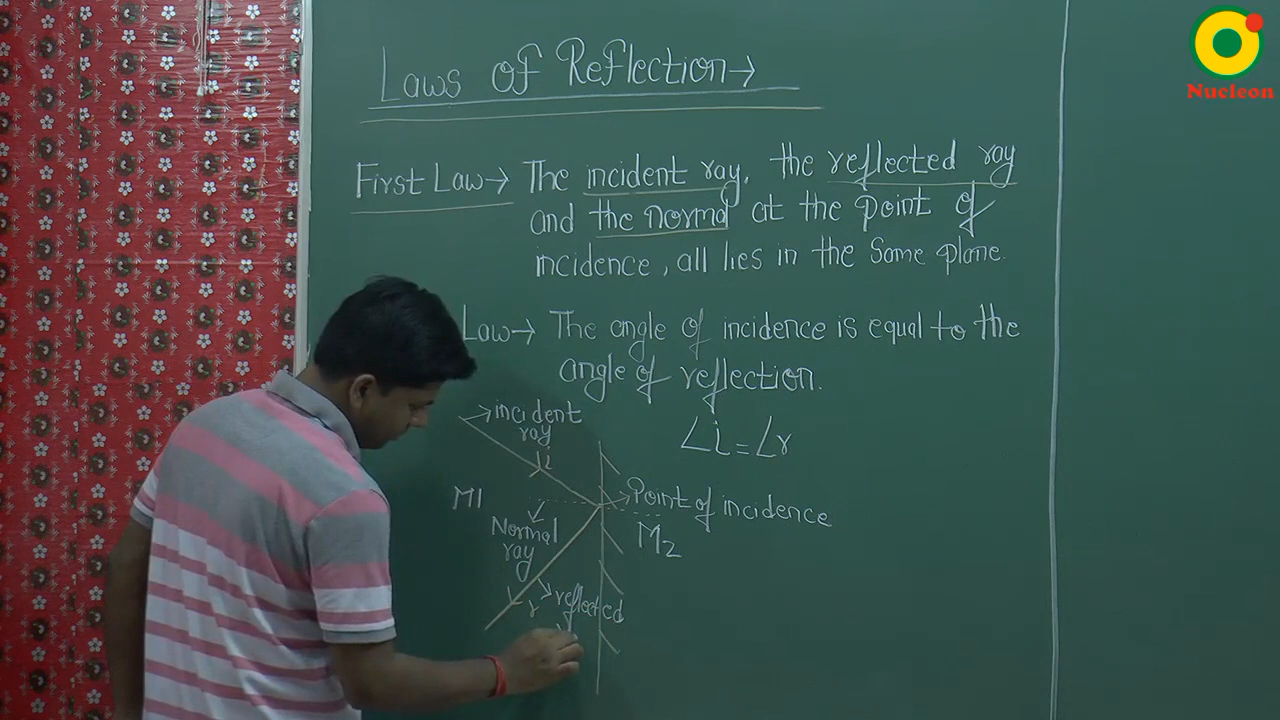 Nucleon
Laws of Reflection→
First Law→ The incident ray, the reflected ray
and the normal at the point of
incidence, all lies in the same plane.
Law→ The angle of incidence is equal to the
angle of reflection.
∠i=∠r
incident
ray
i
M1
Point of incidence
M2
Normal
ray
r
reflected